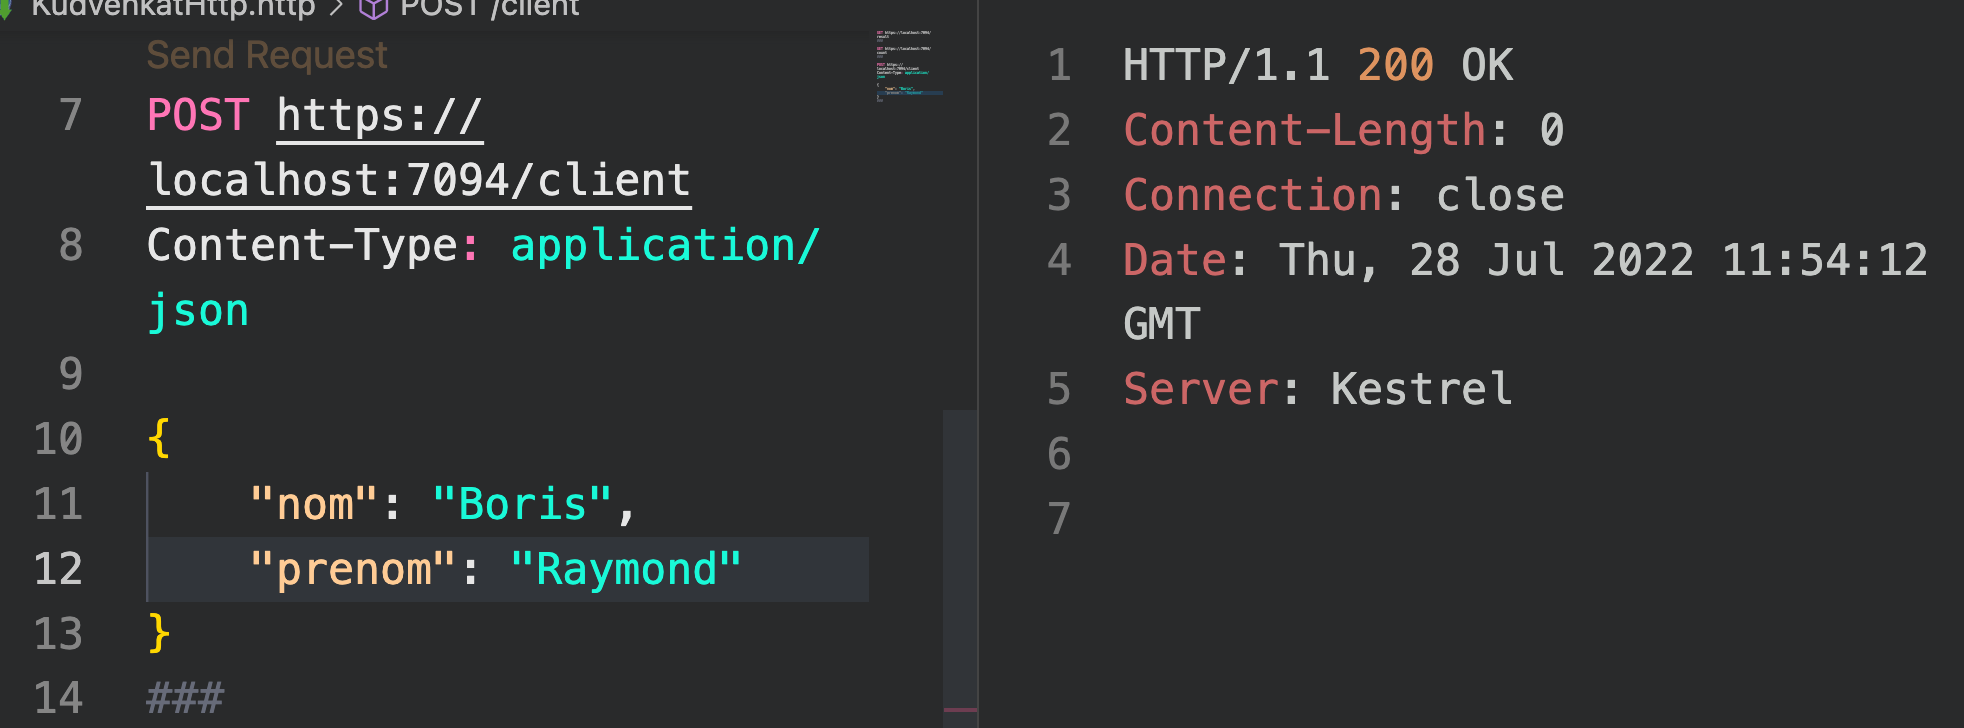 KudvenkatHttp.http > POST /client
Send Request
7 POST https://
localhost:7094/client
8 Content-Type: application/
json
9
10 {
11 "nom": "Boris",
12 "prenom": "Raymond"
13 }
14 ###
1 HTTP/1.1 200 OK
2 Content-Length: 0
3 Connection: close
4 Date: Thu, 28 Jul 2022 11:54:12
GMT
5 Server: Kestrel
6
7